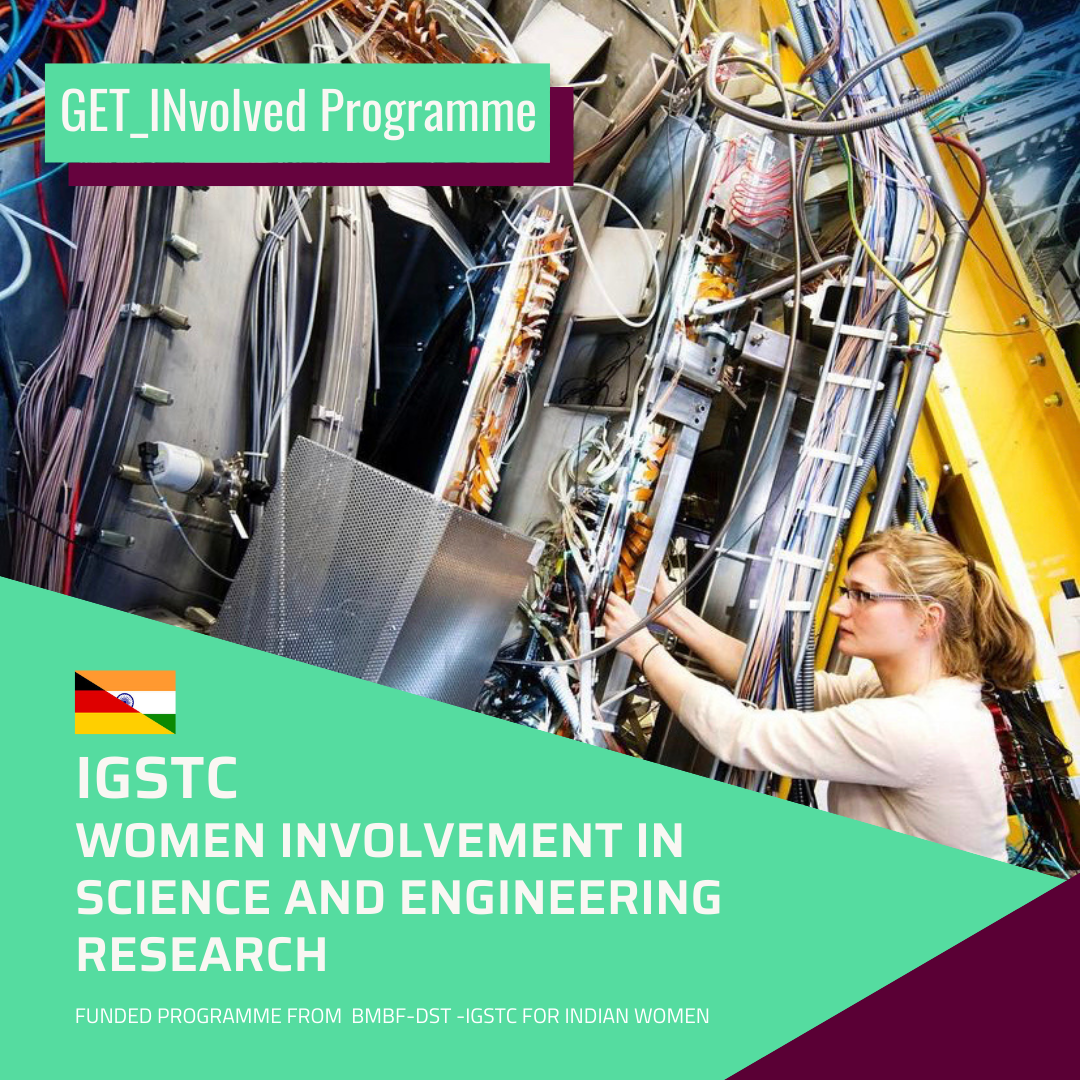 GET_INvolved Programme
IGSTC
WOMEN INVOLVEMENT IN
SCIENCE AND ENGINEERING
RESEARCH
FUNDED PROGRAMME FROM BMBF-DST -IGSTC FOR INDIAN WOMEN